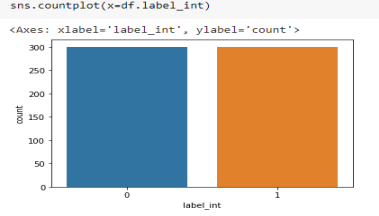 sns.countplot(x=df.label_int)
<Axes: xlabel='label_int', ylabel='count'>
300
250
200
150
100
50
0
count
0 1
label_int